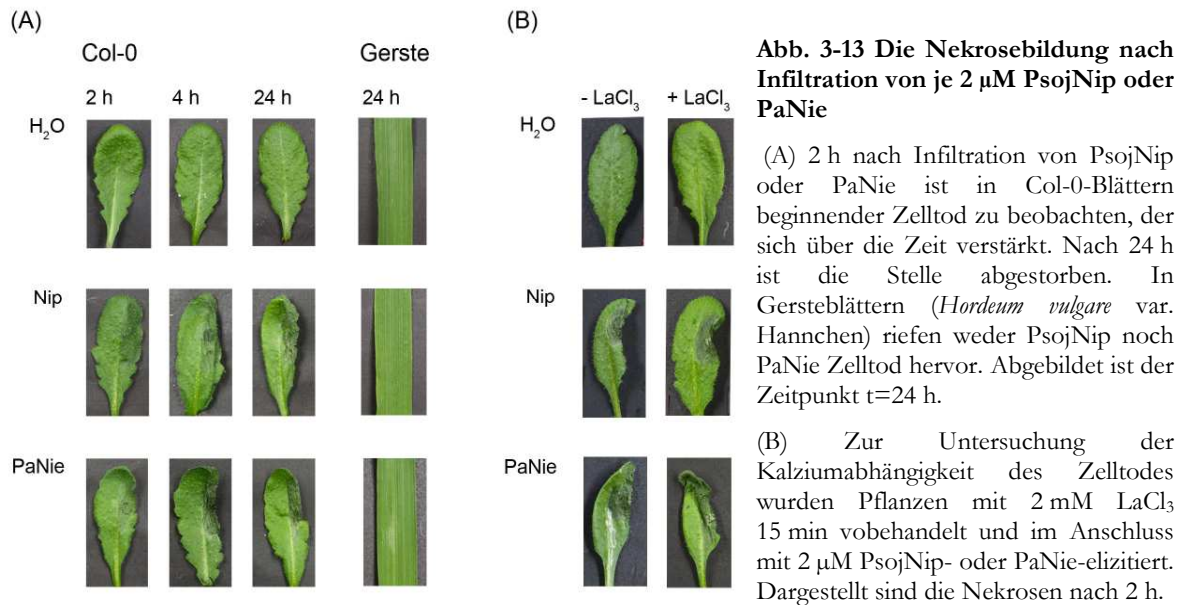 (A)
Col-0
Gerste
2 h
4 h
24 h
24 h
H₂O
Nip
PaNie
(B)
- LaCl₃
+ LaCl₃
H₂O
Nip
PaNie
Abb. 3-13 Die Nekrosebildung nach
Infiltration von je 2 µM PsojNip oder
PaNie
(A) 2 h nach Infiltration von PsojNip
oder PaNie ist in Col-0-Blättern
beginnender Zelltod zu beobachten, der
sich über die Zeit verstärkt. Nach 24 h
ist die Stelle abgestorben. In
Gersteblättern (Hordeum vulgare var.
Hannchen) riefen weder PsojNip noch
PaNie Zelltod hervor. Abgebildet ist der
Zeitpunkt t=24 h.
(B) Zur Untersuchung der
Kalziumabhängigkeit des Zelltodes
wurden Pflanzen mit 2 mM LaCl₃
15 min vobehandelt und im Anschluss
mit 2 µM PsojNip- oder PaNie-elizitiert.
Dargestellt sind die Nekrosen nach 2 h.